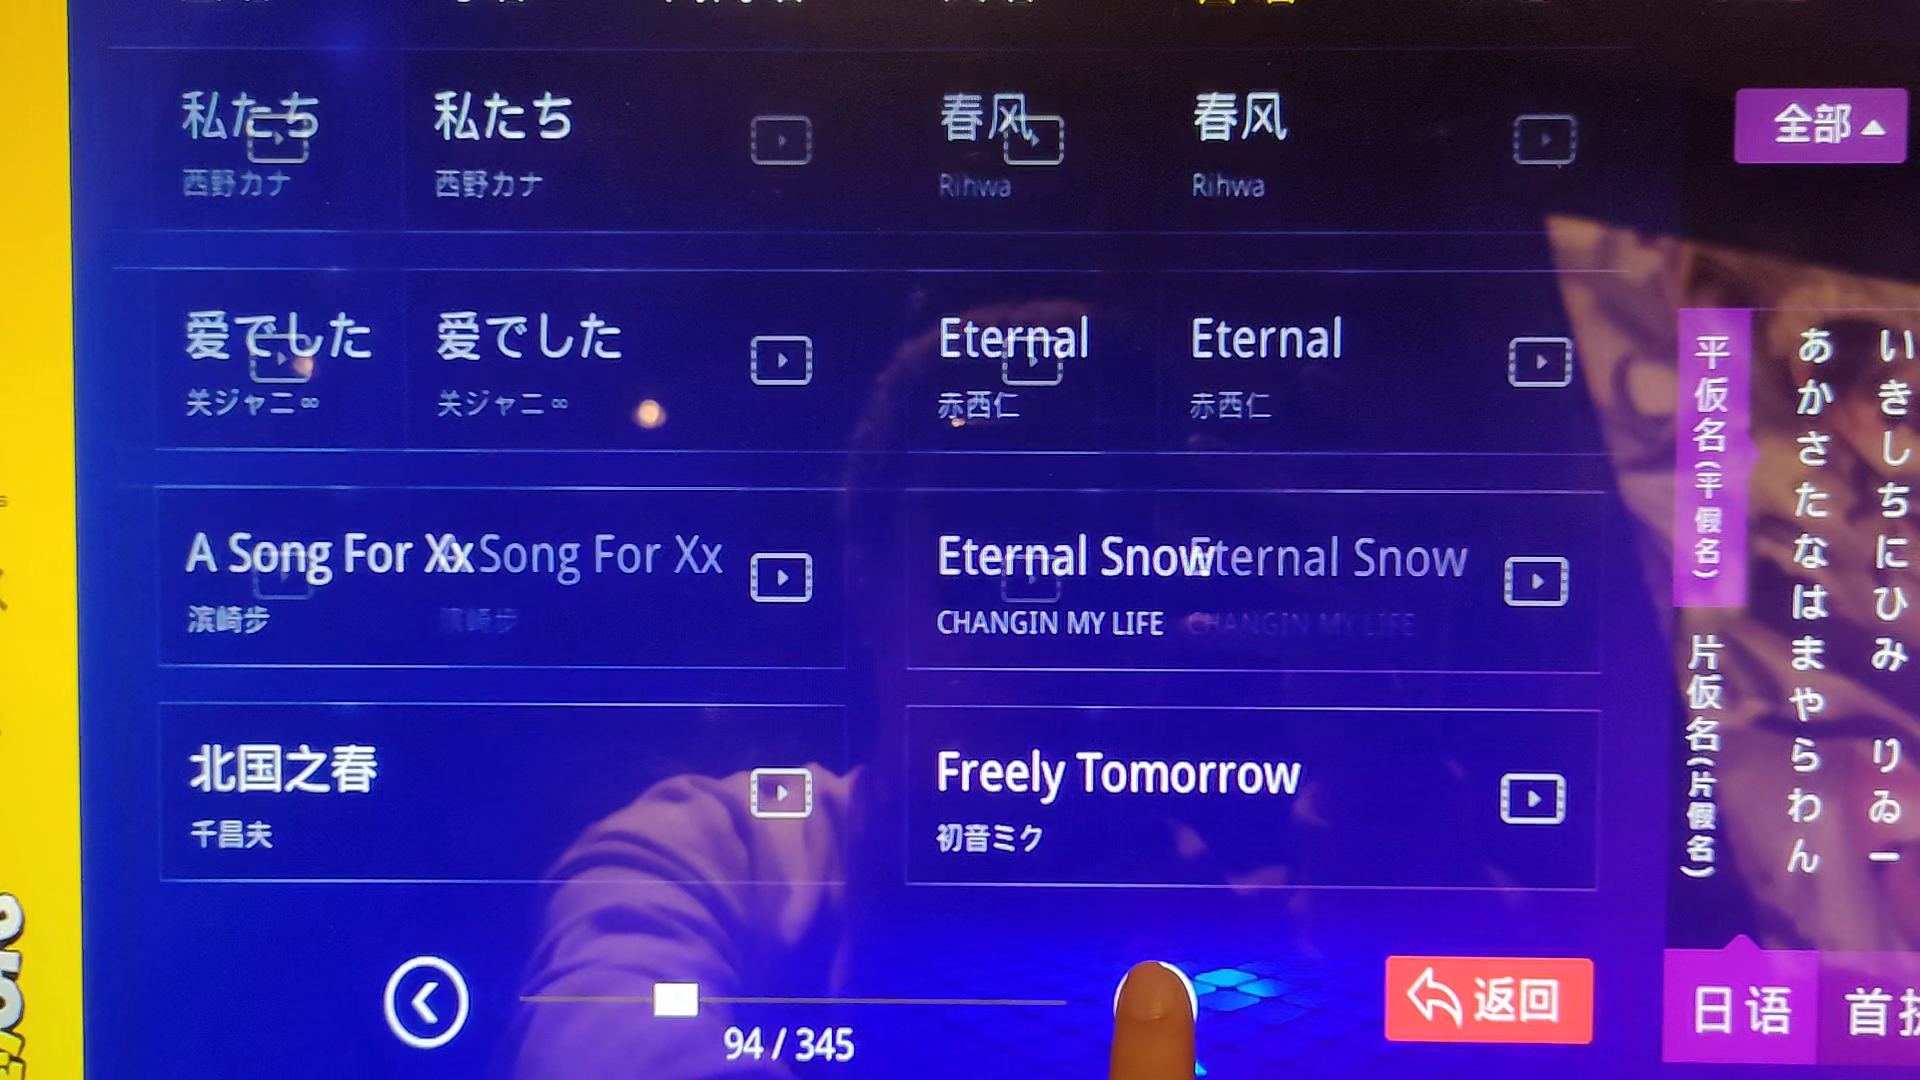 私たち 私たち 春风 春风
西野カナ 西野カナ Rihwa Rihwa
全部
爱でした 爱でした Eternal Eternal
关ジャニ∞ 关ジャニ∞ 赤西仁 赤西仁
A Song For Xx A Song For Xx Eternal Snow Eternal Snow
滨崎步 滨崎步 CHANGIN MY LIFE CHANGIN MY LIFE
北国之春 Freely Tomorrow
千昌夫 初音ミク
94 / 345
返回
平仮名(平假名)
片仮名(片假名)
あかさたなはまやらわん
いきしちにひみ りゐー
日语
首